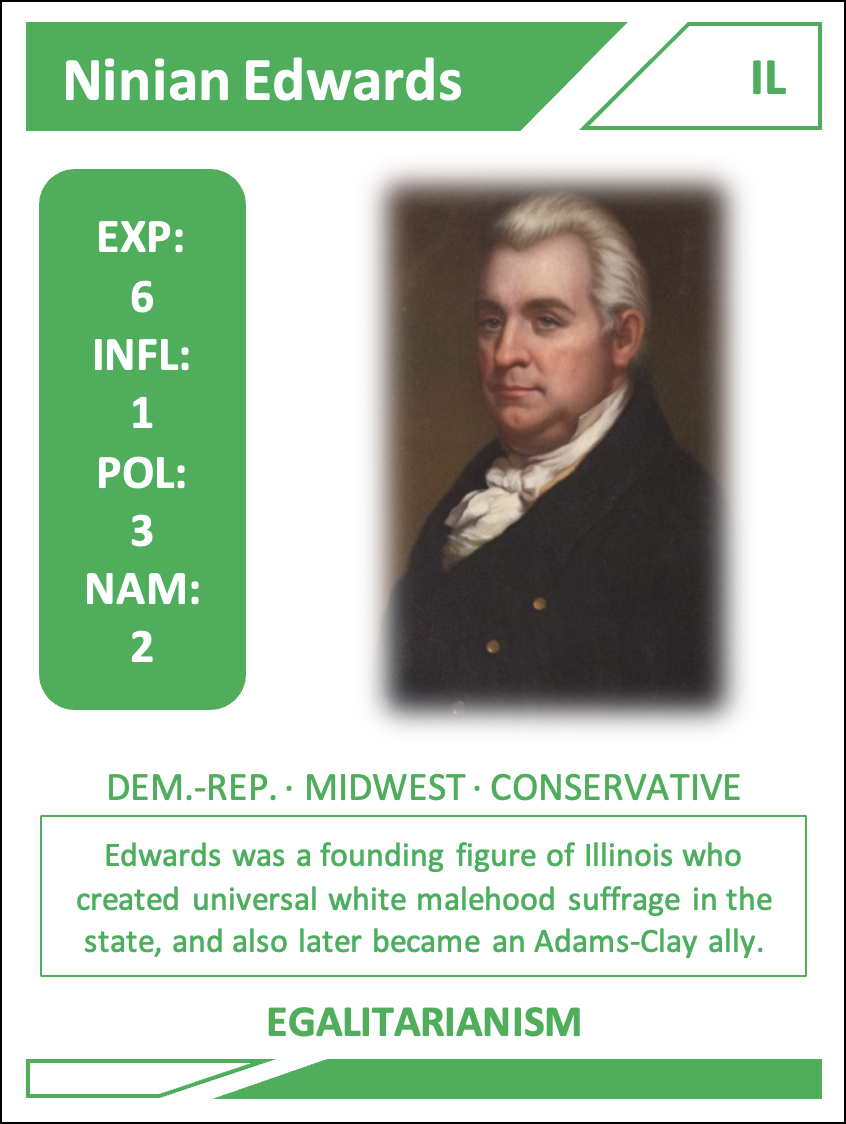 Ninian Edwards
IL
EXP:
6
INFL:
1
POL:
3
NAM:
2
DEM.-REP. · MIDWEST · CONSERVATIVE
Edwards was a founding figure of Illinois who
created universal white malehood suffrage in the
state, and also later became an Adams-Clay ally.
EGALITARIANISM